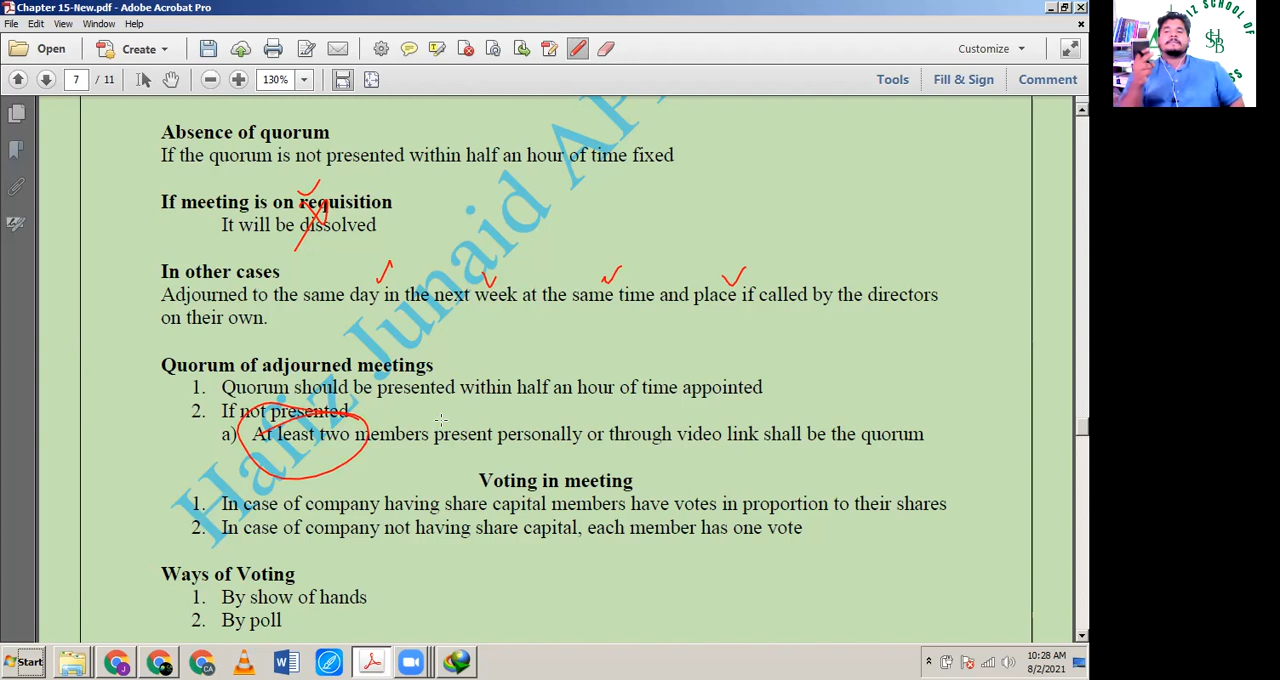 Chapter 15-New.pdf - Adobe Acrobat Pro
File Edit View Window Help
Open Create Customize
7 / 11 130% Tools Fill & Sign Comment
Absence of quorum
If the quorum is not presented within half an hour of time fixed
If meeting is on requisition
It will be dissolved
In other cases
Adjourned to the same day in the next week at the same time and place if called by the directors
on their own.
Quorum of adjourned meetings
1. Quorum should be presented within half an hour of time appointed
2. If not presented
a) At least two members present personally or through video link shall be the quorum
Voting in meeting
1. In case of company having share capital members have votes in proportion to their shares
2. In case of company not having share capital, each member has one vote
Ways of Voting
1. By show of hands
2. By poll
Hafiz Junaid
Start
10:28 AM
8/2/2021
SCHOOL OF